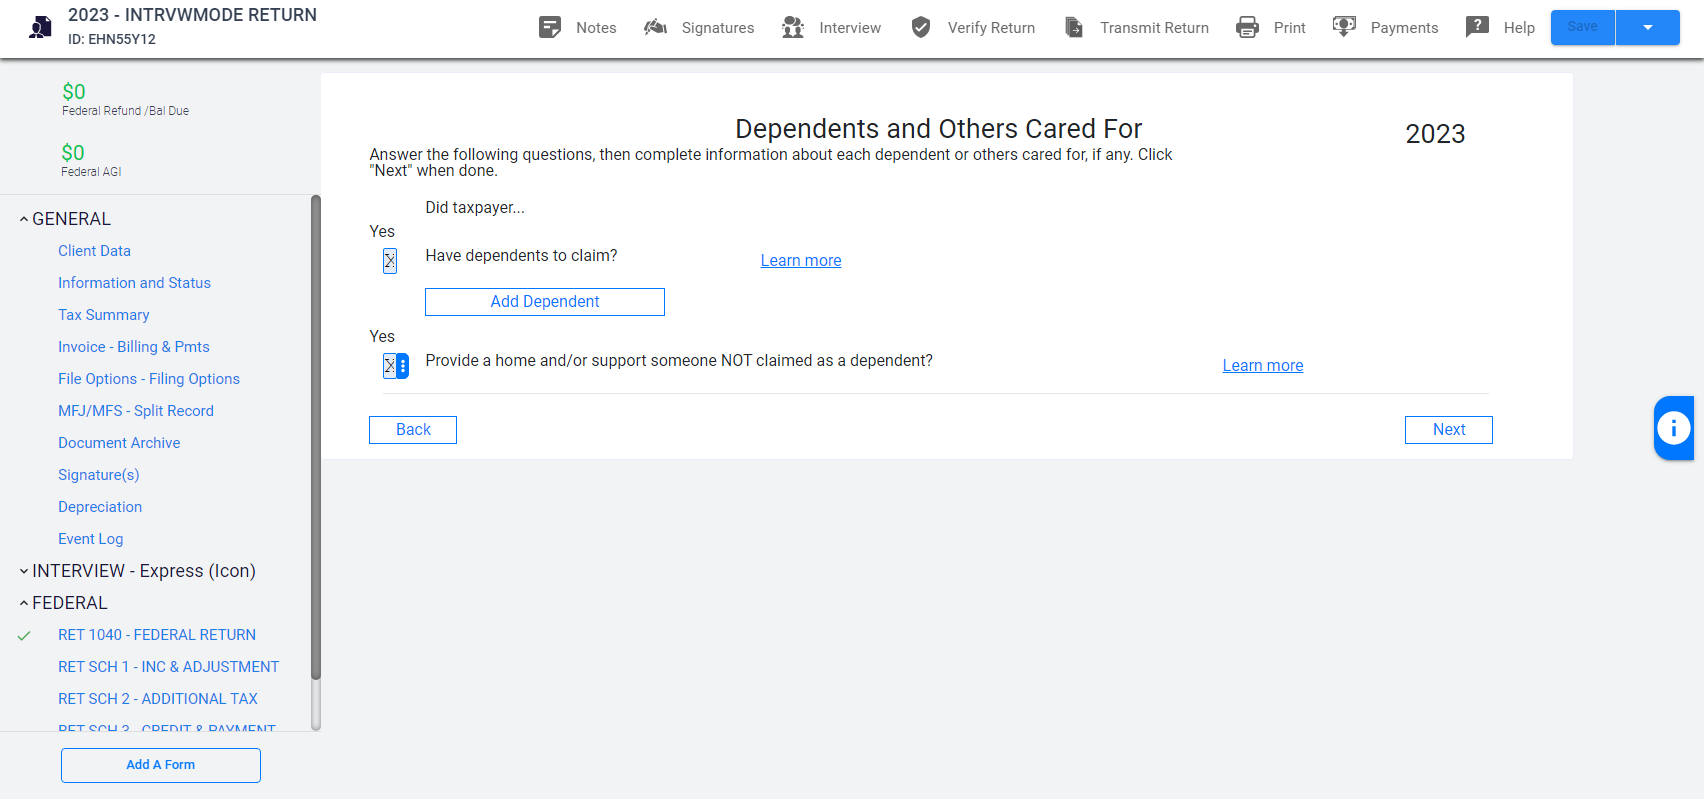 2023 - INTRVWMODE RETURN
ID: EHN55Y12
Notes
Signatures
Interview
Verify Return
Transmit Return
Print
Payments
Help
Save
$0
Federal Refund /Bal Due
$0
Federal AGI
GENERAL
Client Data
Information and Status
Tax Summary
Invoice - Billing & Pmts
File Options - Filing Options
MFJ/MFS - Split Record
Document Archive
Signature(s)
Depreciation
Event Log
INTERVIEW - Express (Icon)
FEDERAL
RET 1040 - FEDERAL RETURN
RET SCH 1 - INC & ADJUSTMENT
RET SCH 2 - ADDITIONAL TAX
RET SCH 3 - CREDIT & PAYMENT
Add A Form
Dependents and Others Cared For
2023
Answer the following questions, then complete information about each dependent or others cared for, if any. Click
"Next" when done.
Did taxpayer...
Yes
X Have dependents to claim? Learn more
Add Dependent
Yes
X Provide a home and/or support someone NOT claimed as a dependent? Learn more
Back
Next